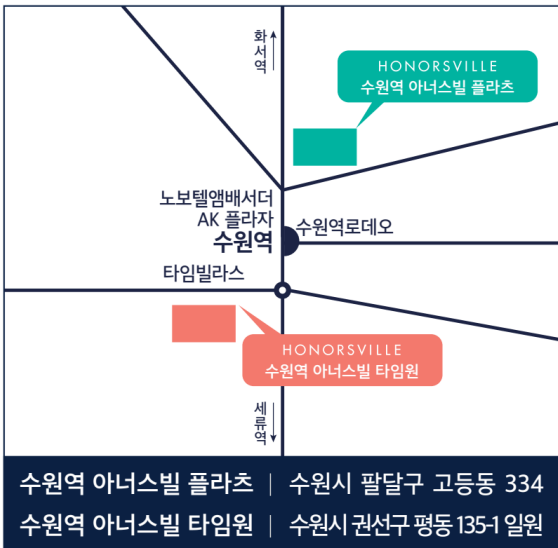 화서역
HONORSVILLE
수원역 아너스빌 플라츠
노보텔앰배서더
AK 플라자
수원역
수원역로데오
타임빌라스
HONORSVILLE
수원역 아너스빌 타임원
세류역
수원역 아너스빌 플라츠 | 수원시 팔달구 고등동 334
수원역 아너스빌 타임원 | 수원시 권선구 평동 135-1 일원